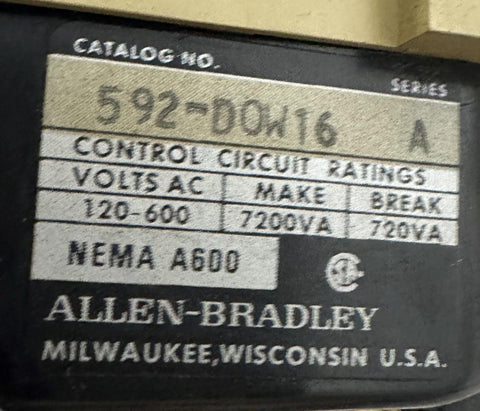 CATALOG NO. SERIES
592-DOW16 A
CONTROL CIRCUIT RATINGS
VOLTS AC MAKE BREAK
120-600 7200VA 720VA
NEMA A600
ALLEN-BRADLEY
MILWAUKEE, WISCONSIN U.S.A.